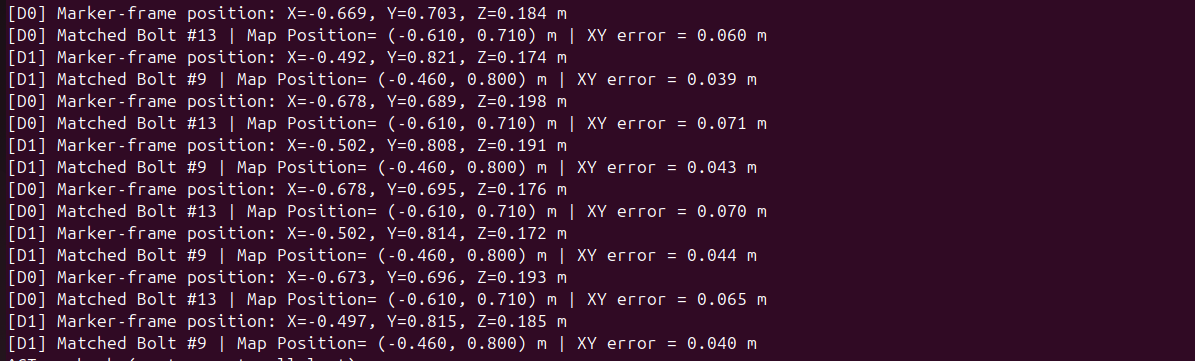 [D0] Marker-frame position: X=-0.669, Y=0.703, Z=0.184 m
[D0] Matched Bolt #13 | Map Position= (-0.610, 0.710) m | XY error = 0.060 m
[D1] Marker-frame position: X=-0.492, Y=0.821, Z=0.174 m
[D1] Matched Bolt #9 | Map Position= (-0.460, 0.800) m | XY error = 0.039 m
[D0] Marker-frame position: X=-0.678, Y=0.689, Z=0.198 m
[D0] Matched Bolt #13 | Map Position= (-0.610, 0.710) m | XY error = 0.071 m
[D1] Marker-frame position: X=-0.502, Y=0.808, Z=0.191 m
[D1] Matched Bolt #9 | Map Position= (-0.460, 0.800) m | XY error = 0.043 m
[D0] Marker-frame position: X=-0.678, Y=0.695, Z=0.176 m
[D0] Matched Bolt #13 | Map Position= (-0.610, 0.710) m | XY error = 0.070 m
[D1] Marker-frame position: X=-0.502, Y=0.814, Z=0.172 m
[D1] Matched Bolt #9 | Map Position= (-0.460, 0.800) m | XY error = 0.044 m
[D0] Marker-frame position: X=-0.673, Y=0.696, Z=0.193 m
[D0] Matched Bolt #13 | Map Position= (-0.610, 0.710) m | XY error = 0.065 m
[D1] Marker-frame position: X=-0.497, Y=0.815, Z=0.185 m
[D1] Matched Bolt #9 | Map Position= (-0.460, 0.800) m | XY error = 0.040 m